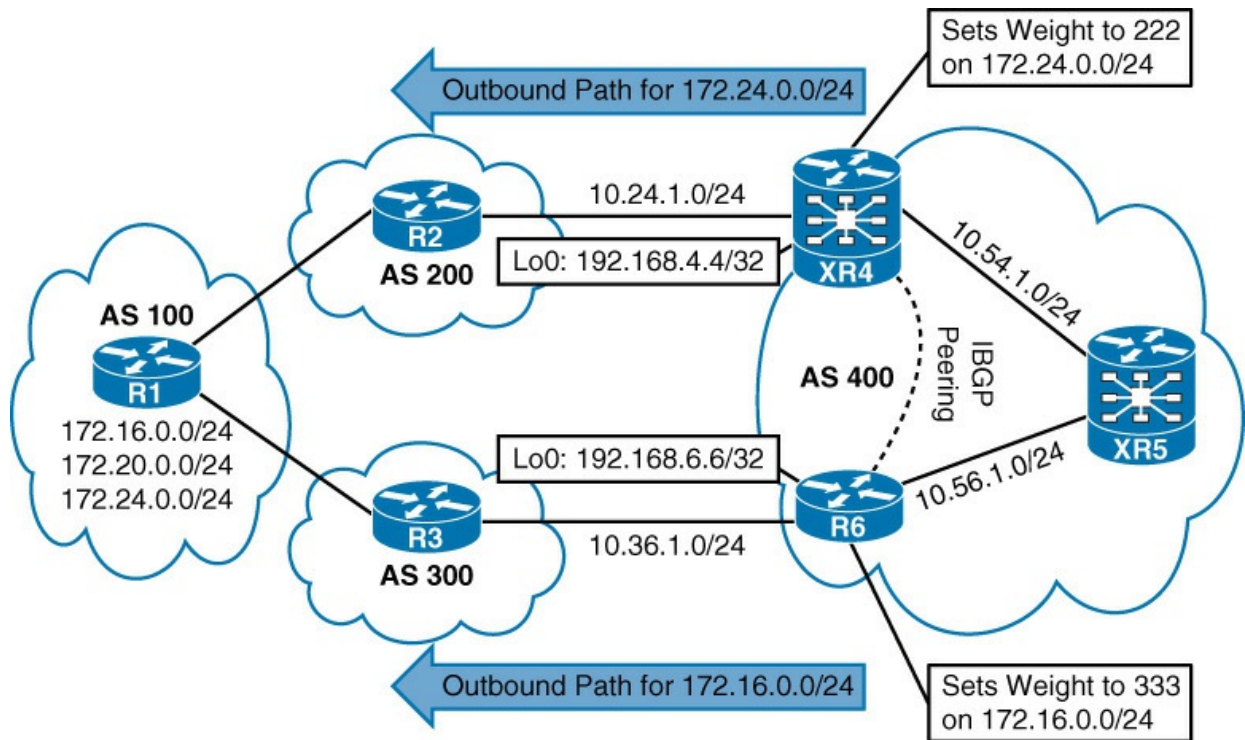 Sets Weight to 222
on 172.24.0.0/24
Outbound Path for 172.24.0.0/24
R2
AS 200
10.24.1.0/24
Lo0: 192.168.4.4/32
XR4
10.54.1.0/24
AS 100
R1
172.16.0.0/24
172.20.0.0/24
172.24.0.0/24
AS 400
IBGP
Peering
XR5
Lo0: 192.168.6.6/32
R3
AS 300
10.36.1.0/24
R6
10.56.1.0/24
Outbound Path for 172.16.0.0/24
Sets Weight to 333
on 172.16.0.0/24